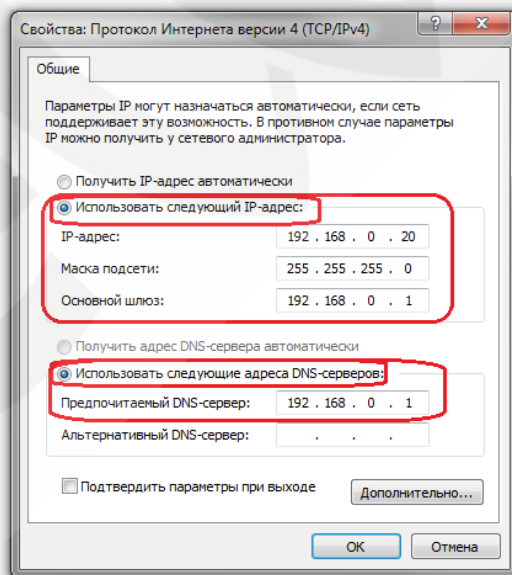 Свойства: Протокол Интернета версии 4 (TCP/IPv4)
?
X
Общие
Параметры IP могут назначаться автоматически, если сеть
поддерживает эту возможность. В противном случае параметры
IP можно получить у сетевого администратора.
Получить IP-адрес автоматически
Использовать следующий IP-адрес:
IP-адрес: 192 . 168 . 0 . 20
Маска подсети: 255 . 255 . 255 . 0
Основной шлюз: 192 . 168 . 0 . 1
Получить адрес DNS-сервера автоматически
Использовать следующие адреса DNS-серверов:
Предпочитаемый DNS-сервер: 192 . 168 . 0 . 1
Альтернативный DNS-сервер: . . .
Подтвердить параметры при выходе
Дополнительно...
ОК
Отмена